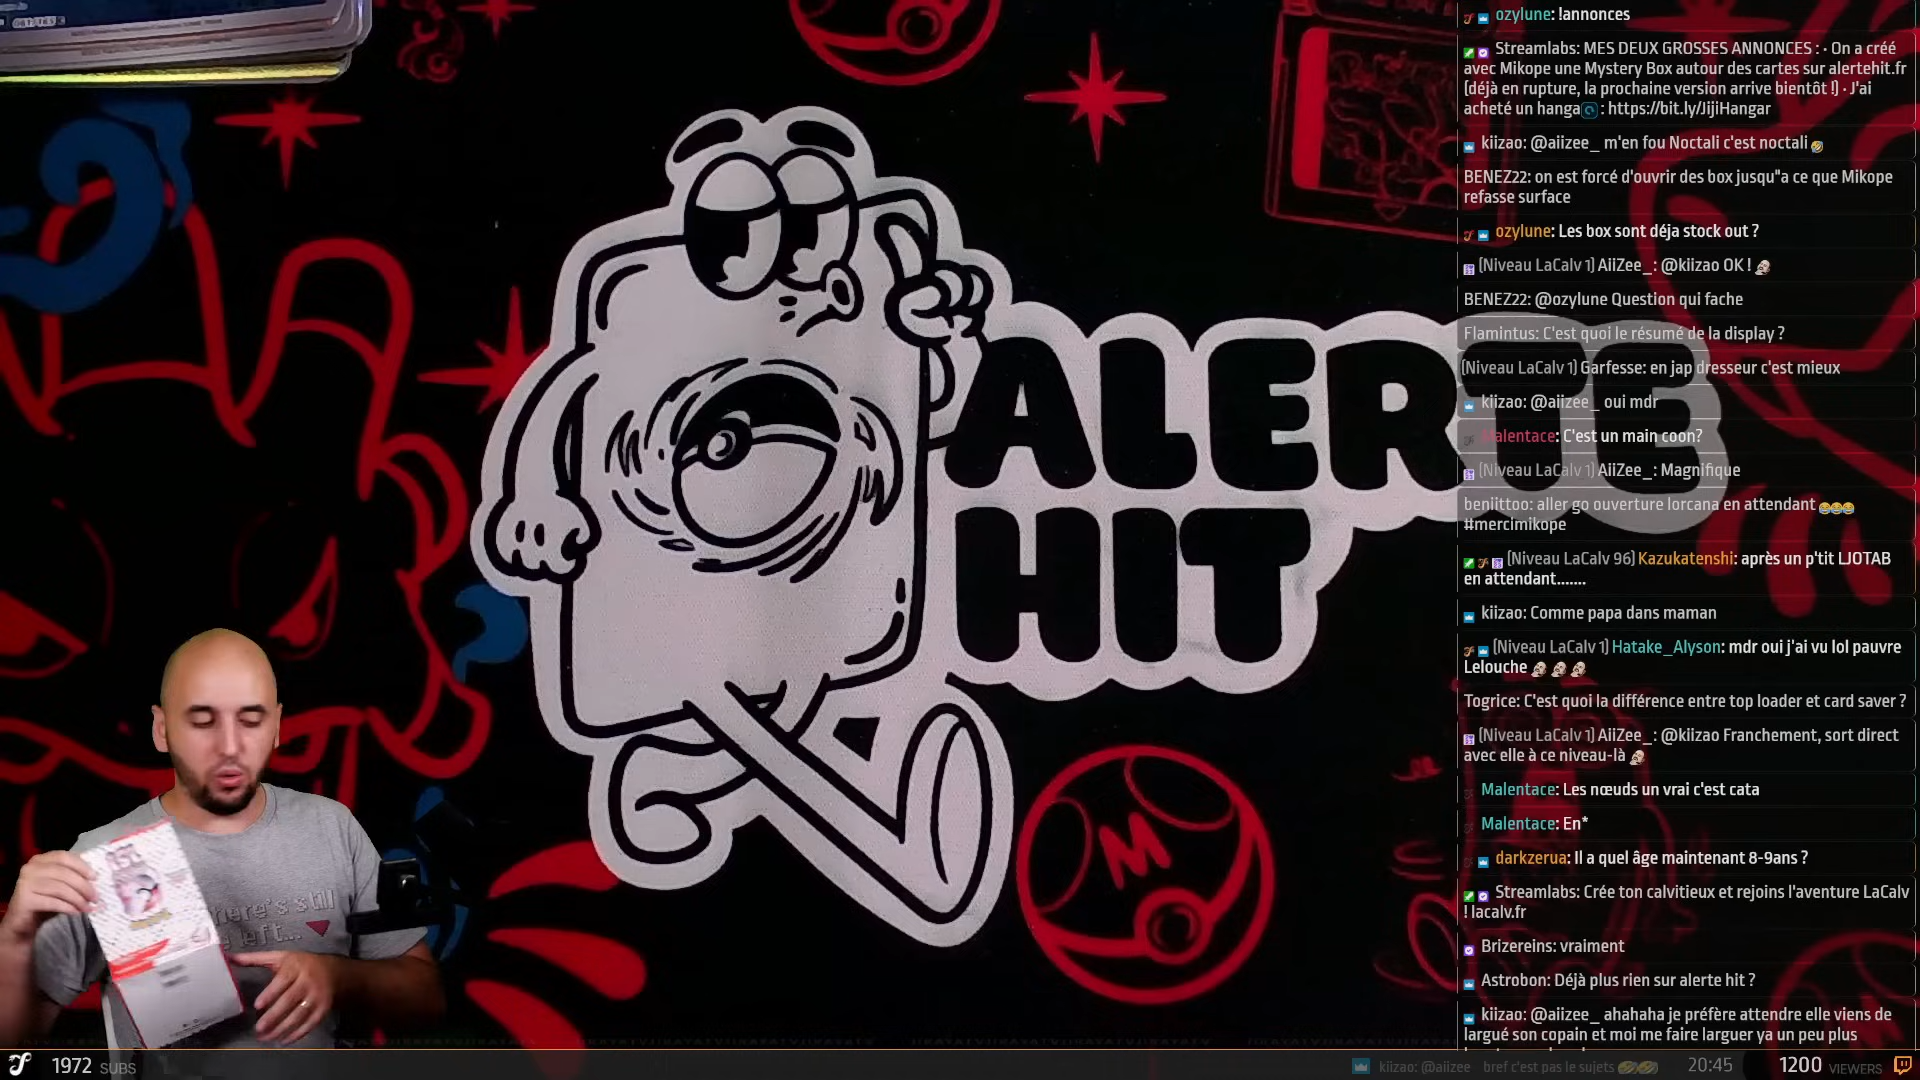 ALERTE
HIT
M
ozylune: !annonces
Streamlabs: MES DEUX GROSSES ANNONCES : • On a créé
avec Mikope une Mystery Box autour des cartes sur alertehit.fr
(déjà en rupture, la prochaine version arrive bientôt !) • J'ai
acheté un hanga : https://bit.ly/JijiHangar
kiizao: @aiizee_ m'en fou Noctali c'est noctali
BENEZ22: on est forcé d'ouvrir des box jusqu"a ce que Mikope
refasse surface
ozylune: Les box sont déja stock out ?
[Niveau LaCalv 1] AiiZee_: @kiizao OK !
BENEZ22: @ozylune Question qui fache
Flamintus: C'est quoi le résumé de la display ?
[Niveau LaCalv 1] Garfesse: en jap dresseur c'est mieux
kiizao: @aiizee_ oui mdr
Malentace: C'est un main coon?
[Niveau LaCalv 1] AiiZee_: Magnifique
beniittoo: aller go ouverture lorcana en attendant 😂😂😂
#mercimikope
[Niveau LaCalv 96] Kazukatenshi: après un p'tit LJOTAB
en attendant.......
kiizao: Comme papa dans maman
[Niveau LaCalv 1] Hatake_Alyson: mdr oui j'ai vu lol pauvre
Lelouche
Togrice: C'est quoi la différence entre top loader et card saver ?
[Niveau LaCalv 1] AiiZee_: @kiizao Franchement, sort direct
avec elle à ce niveau-là
Malentace: Les nœuds un vrai c'est cata
Malentace: En*
darkzerua: Il a quel âge maintenant 8-9ans ?
Streamlabs: Crée ton calvitieux et rejoins l'aventure LaCalv
! lacalv.fr
Brizereins: vraiment
Astrobon: Déjà plus rien sur alerte hit ?
kiizao: @aiizee_ ahahaha je préfère attendre elle viens de
largué son copain et moi me faire larguer ya un peu plus
1972 SUBS
kiizao: @aiizee bref c'est pas le sujets 🤣🤣
20:45
1200 VIEWERS